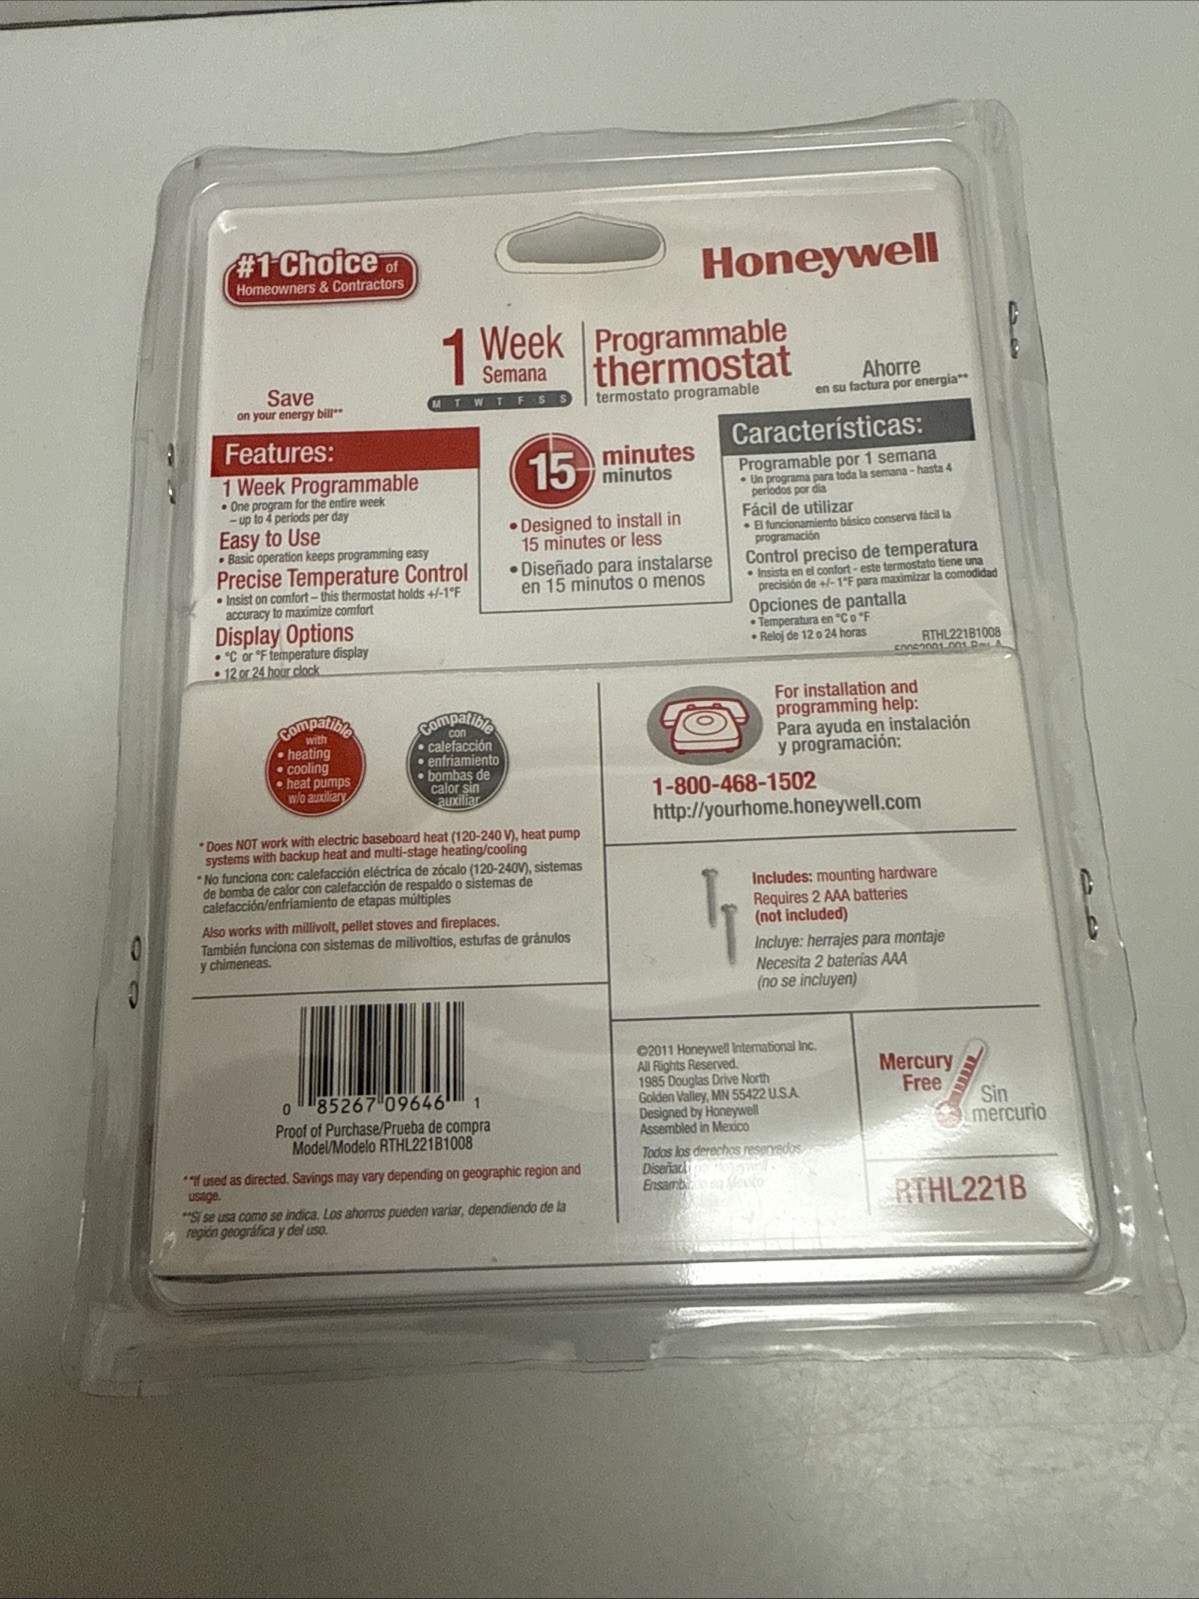 #1 Choice of
Homeowners & Contractors
Honeywell
1 Week
Semana
M T W T F S S
Programmable
thermostat
termostato programable
Save
on your energy bill**
Ahorre
en su factura por energía**
Features:
1 Week Programmable
• One program for the entire week
– up to 4 periods per day
Easy to Use
• Basic operation keeps programming easy
Precise Temperature Control
• Insist on comfort – this thermostat holds +/-1°F
accuracy to maximize comfort
Display Options
• °C or °F temperature display
• 12 or 24 hour clock
15 minutes
minutos
• Designed to install in
15 minutes or less
• Diseñado para instalarse
en 15 minutos o menos
Características:
Programable por 1 semana
• Un programa para toda la semana - hasta 4
periodos por día
Fácil de utilizar
• El funcionamiento básico conserva fácil la
programación
Control preciso de temperatura
• Insista en el confort - este termostato tiene una
precisión de +/- 1°F para maximizar la comodidad
Opciones de pantalla
• Temperatura en °C o °F
• Reloj de 12 o 24 horas
RTHL221B1008
Compatible
with
• heating
• cooling
• heat pumps
w/o auxiliary
Compatible
con
• calefacción
• enfriamiento
• bombas de
calor sin
auxiliar
* Does NOT work with electric baseboard heat (120-240 V), heat pump
systems with backup heat and multi-stage heating/cooling
* No funciona con: calefacción eléctrica de zócalo (120-240V), sistemas
de bomba de calor con calefacción de respaldo o sistemas de
calefacción/enfriamiento de etapas múltiples
Also works with millivolt, pellet stoves and fireplaces.
También funciona con sistemas de milivoltios, estufas de gránulos
y chimeneas.
For installation and
programming help:
Para ayuda en instalación
y programación:
1-800-468-1502
http://yourhome.honeywell.com
Includes: mounting hardware
Requires 2 AAA batteries
(not included)
Incluye: herrajes para montaje
Necesita 2 baterías AAA
(no se incluyen)
0 85267 09646 1
Proof of Purchase/Prueba de compra
Model/Modelo RTHL221B1008
**If used as directed. Savings may vary depending on geographic region and
usage.
**Si se usa como se indica. Los ahorros pueden variar, dependiendo de la
región geográfica y del uso.
©2011 Honeywell International Inc.
All Rights Reserved.
1985 Douglas Drive North
Golden Valley, MN 55422 U.S.A.
Designed by Honeywell
Assembled in Mexico
Todos los derechos reservados
Mercury
Free
Sin
mercurio
RTHL221B